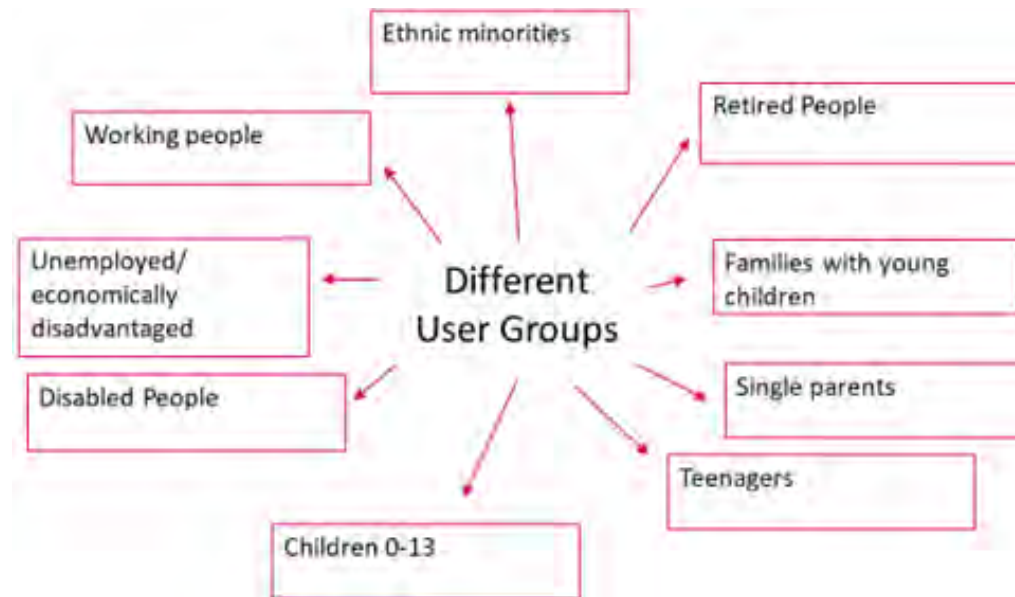 Ethnic minorities
Retired People
Working people
Unemployed/
economically
disadvantaged
Different
User Groups
Families with young
children
Disabled People
Single parents
Teenagers
Children 0-13